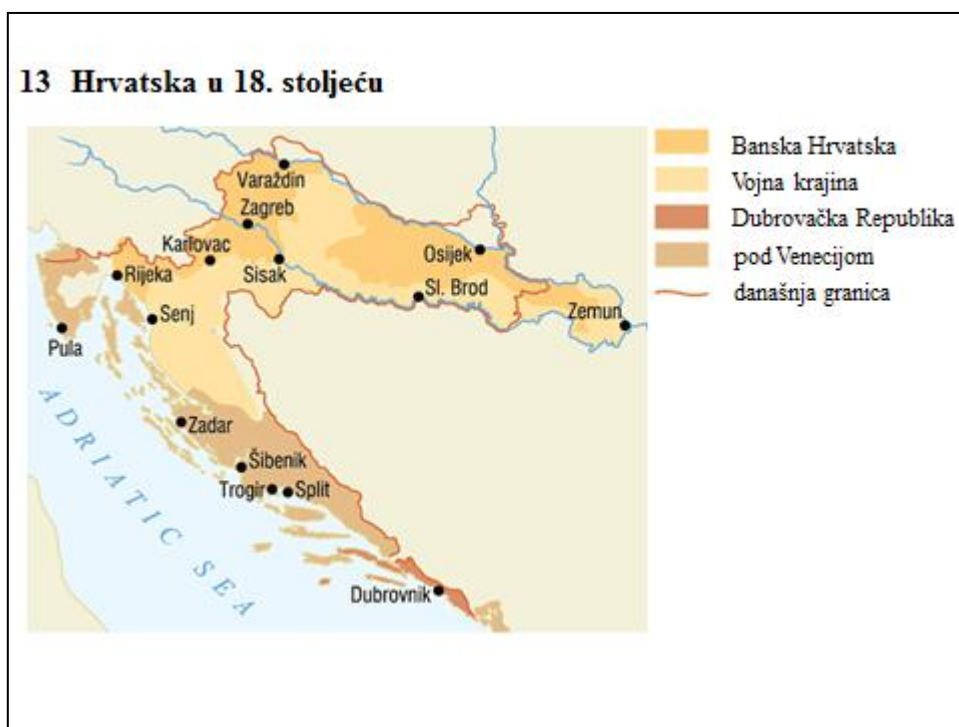 13 Hrvatska u 18. stoljeću
Banska Hrvatska
Vojna krajina
Dubrovačka Republika
pod Venecijom
današnja granica
Varaždin
Zagreb
Karlovac
Rijeka
Sisak
Osijek
Sl. Brod
Zemun
Senj
Pula
Zadar
Šibenik
Trogir
Split
Dubrovnik
ADRIATIC SEA